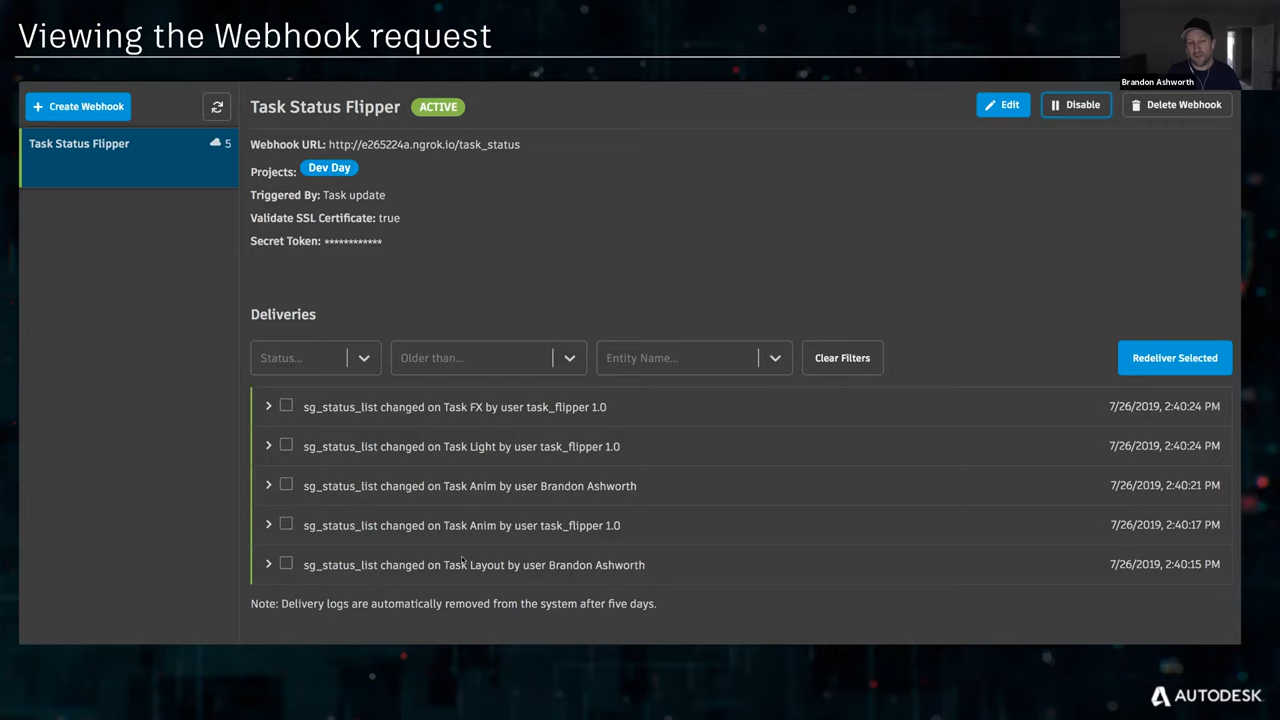 Viewing the Webhook request
Brandon Ashworth
+ Create Webhook
Task Status Flipper
5
Task Status Flipper ACTIVE
Edit
Disable
Delete Webhook
Webhook URL: http://e265224a.ngrok.io/task_status
Projects: Dev Day
Triggered By: Task update
Validate SSL Certificate: true
Secret Token: ************
Deliveries
Status...
Older than...
Entity Name...
Clear Filters
Redeliver Selected
sg_status_list changed on Task FX by user task_flipper 1.0 7/26/2019, 2:40:24 PM
sg_status_list changed on Task Light by user task_flipper 1.0 7/26/2019, 2:40:24 PM
sg_status_list changed on Task Anim by user Brandon Ashworth 7/26/2019, 2:40:21 PM
sg_status_list changed on Task Anim by user task_flipper 1.0 7/26/2019, 2:40:17 PM
sg_status_list changed on Task Layout by user Brandon Ashworth 7/26/2019, 2:40:15 PM
Note: Delivery logs are automatically removed from the system after five days.
AUTODESK